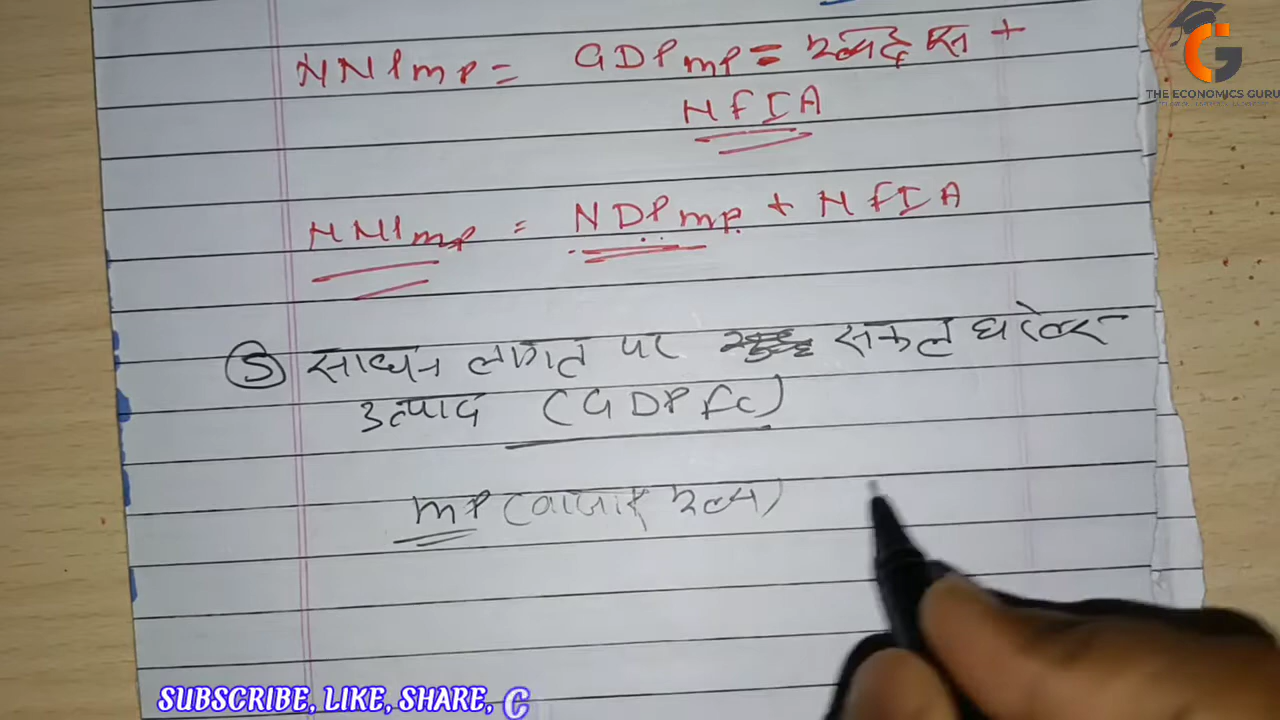 NNPmp = GDPmp = मूल्यह्रास +
NFIA
NNPmp = NDPmp + NFIA
⑤ साधन लागत पर सकल घरेलू
उत्पाद (GDPfc)
mp (बाजार मूल्य)
G
THE ECONOMICS GURU
SUBSCRIBE, LIKE, SHARE, C